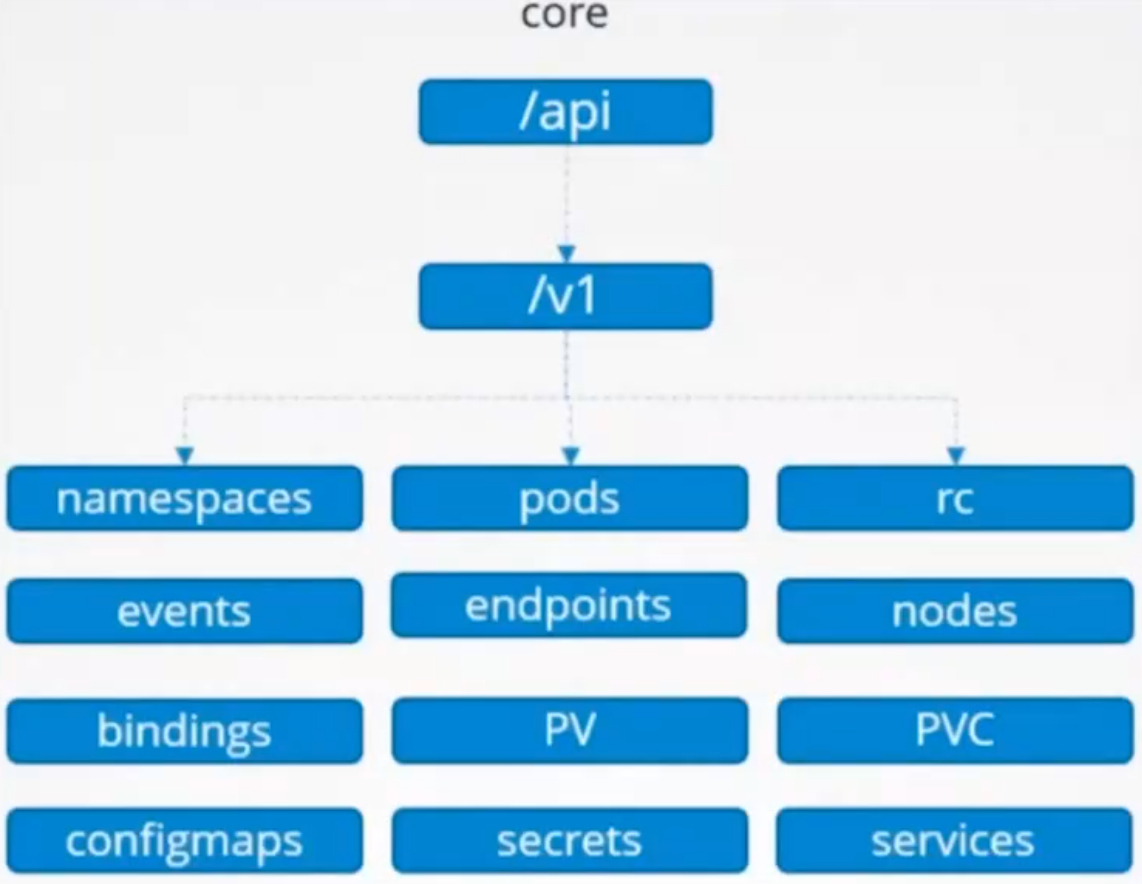 core
/api
/v1
namespaces pods rc
events endpoints nodes
bindings PV PVC
configmaps secrets services